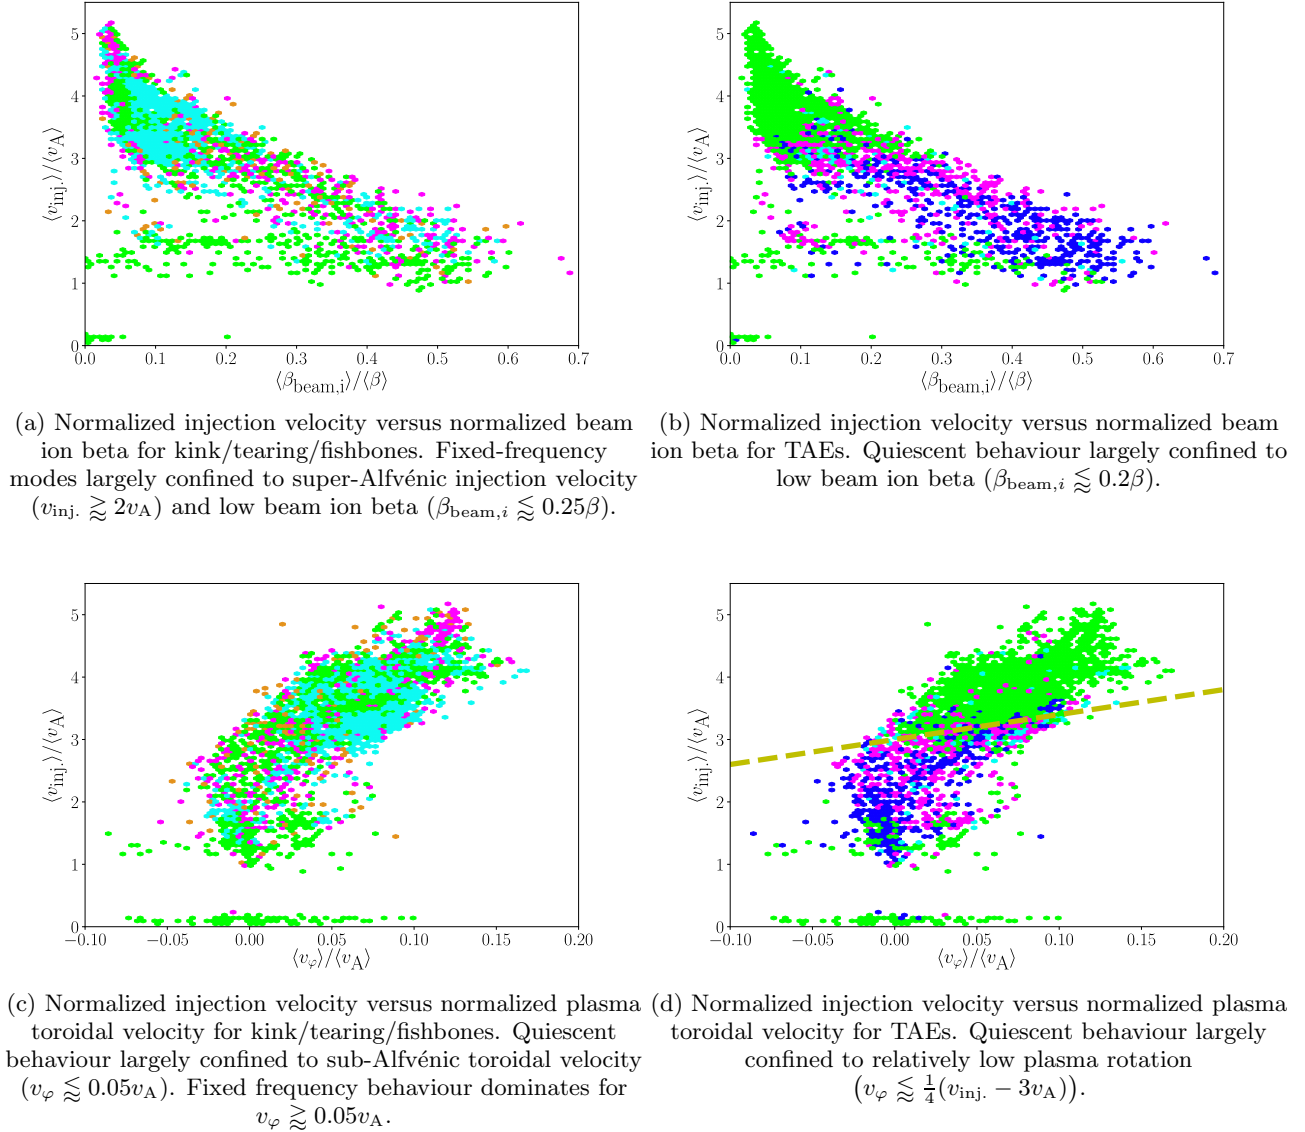 5
4
3
2
1
0
⟨v_inj.⟩/⟨v_A⟩
0.0 0.1 0.2 0.3 0.4 0.5 0.6 0.7
⟨β_beam,i⟩/⟨β⟩
5
4
3
2
1
0
⟨v_inj.⟩/⟨v_A⟩
0.0 0.1 0.2 0.3 0.4 0.5 0.6 0.7
⟨β_beam,i⟩/⟨β⟩
(a) Normalized injection velocity versus normalized beam
ion beta for kink/tearing/fishbones. Fixed-frequency
modes largely confined to super-Alfvénic injection velocity
(v_inj. ⪆ 2v_A) and low beam ion beta (β_beam,i ⪅ 0.25β).
(b) Normalized injection velocity versus normalized beam
ion beta for TAEs. Quiescent behaviour largely confined to
low beam ion beta (β_beam,i ⪅ 0.2β).
5
4
3
2
1
0
⟨v_inj.⟩/⟨v_A⟩
−0.10 −0.05 0.00 0.05 0.10 0.15 0.20
⟨v_φ⟩/⟨v_A⟩
5
4
3
2
1
0
⟨v_inj.⟩/⟨v_A⟩
−0.10 −0.05 0.00 0.05 0.10 0.15 0.20
⟨v_φ⟩/⟨v_A⟩
(c) Normalized injection velocity versus normalized plasma
toroidal velocity for kink/tearing/fishbones. Quiescent
behaviour largely confined to sub-Alfvénic toroidal velocity
(v_φ ⪅ 0.05v_A). Fixed frequency behaviour dominates for
v_φ ⪆ 0.05v_A.
(d) Normalized injection velocity versus normalized plasma
toroidal velocity for TAEs. Quiescent behaviour largely
confined to relatively low plasma rotation
(v_φ ⪅ 1/4(v_inj. − 3v_A)).